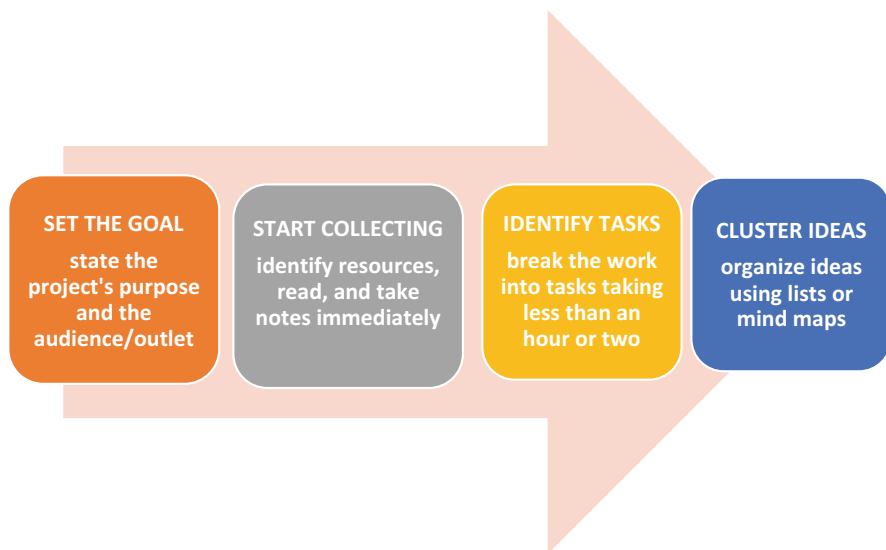 SET THE GOAL
state the
project's purpose
and the
audience/outlet
START COLLECTING
identify resources,
read, and take
notes immediately
IDENTIFY TASKS
break the work
into tasks taking
less than an
hour or two
CLUSTER IDEAS
organize ideas
using lists or
mind maps